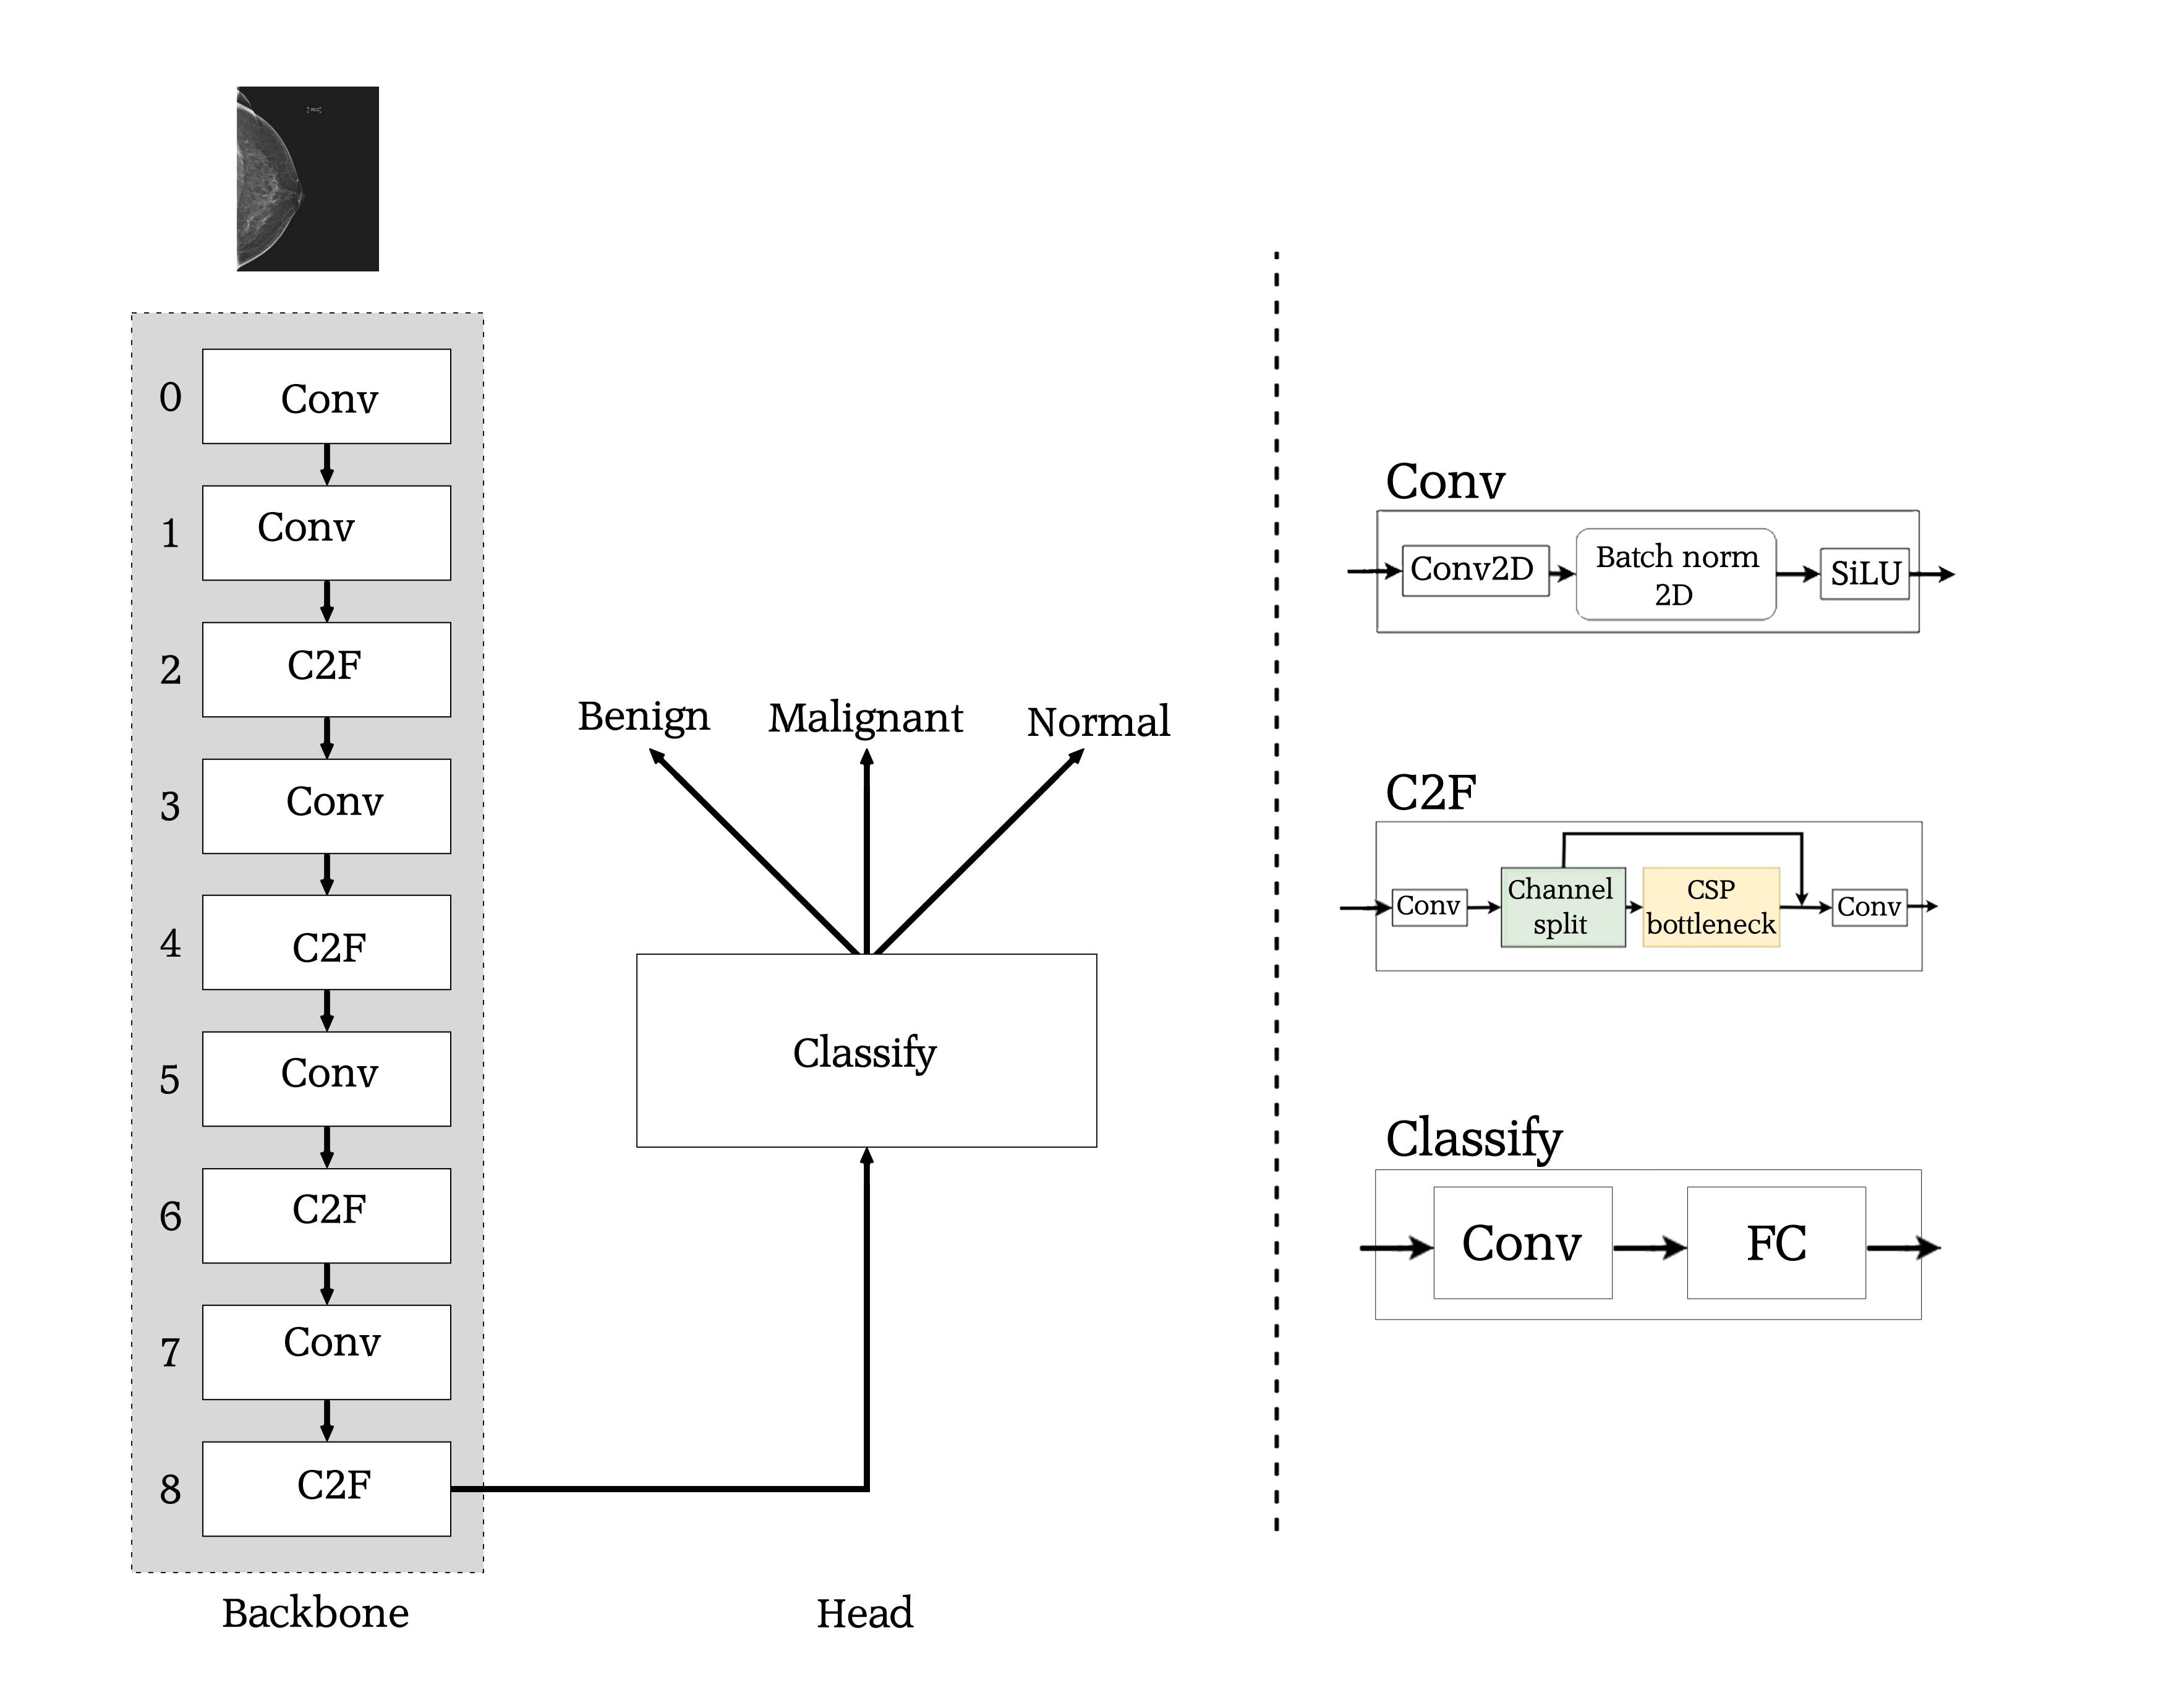 0
Conv
1
Conv
2
C2F
3
Conv
4
C2F
5
Conv
6
C2F
7
Conv
8
C2F
Backbone
Benign
Malignant
Normal
Classify
Head
Conv
Conv2D
Batch norm
2D
SiLU
C2F
Conv
Channel
split
CSP
bottleneck
Conv
Classify
Conv
FC